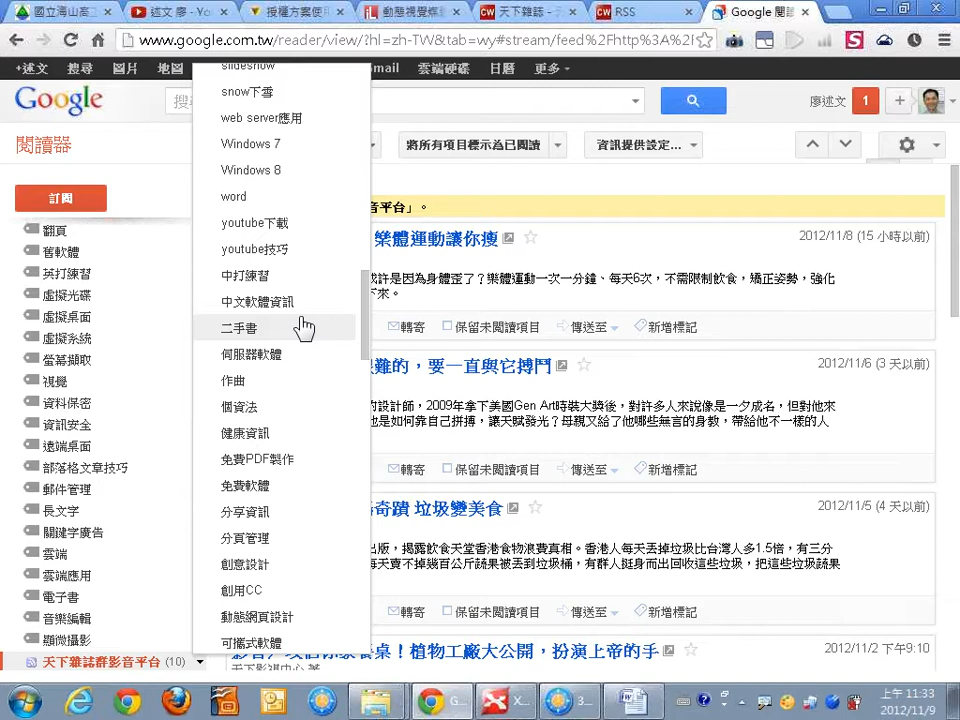 國立海山高工
述文 廖 - Yo
授權方案使
動態視覺媒
天下雜誌 -
RSS
Google 閱讀
www.google.com.tw/reader/view/?hl=zh-TW&tab=wy#stream/feed%2Fhttp%3A%2
+述文 搜尋 圖片 地圖 mail 雲端硬碟 日曆 更多
Google 搜 廖述文 1 +
閱讀器 將所有項目標示為已閱讀 資訊提供設定...
訂閱
翻頁
舊軟體
英打練習
虛擬光碟
虛擬桌面
虛擬系統
螢幕擷取
視覺
資料保密
資訊安全
遠端桌面
部落格文章技巧
郵件管理
長文字
關鍵字廣告
雲端
雲端應用
電子書
音樂編輯
顯微攝影
天下雜誌群影音平台 (10)
slideshow
snow下雪
web server應用
Windows 7
Windows 8
word
youtube下載
youtube技巧
中打練習
中文軟體資訊
二手書
伺服器軟體
作曲
個資法
健康資訊
免費PDF製作
免費軟體
分享資訊
分頁管理
創意設計
創用CC
動態網頁設計
可攜式軟體
音平台」。
樂體運動讓你瘦 2012/11/8 (15 小時以前)
或許是因為身體歪了？樂體運動一次一分鐘、每天6次，不需限制飲食，矯正姿勢，強化
下來。
轉寄 保留未閱讀項目 傳送至 新增標記
難的，要一直與它搏鬥 2012/11/6 (3 天以前)
的設計師，2009年拿下美國Gen Art時裝大獎後，對許多人來說像是一夕成名，但對他來
也是如何靠自己拼搏，讓天賦發光？母親又給了他哪些無言的身教，帶給他不一樣的人
轉寄 保留未閱讀項目 傳送至 新增標記
奇蹟 垃圾變美食 2012/11/5 (4 天以前)
出版，揭露飲食天堂香港食物浪費真相。香港人每天丟掉垃圾比台灣人多1.5倍，有三分
每天賣不掉幾百公斤蔬果被丟到垃圾桶，有群人挺身而出回收這些垃圾，把這些垃圾蔬果
轉寄 保留未閱讀項目 傳送至 新增標記
餐桌！植物工廠大公開，扮演上帝的手 2012/11/2 下午9:10
G...
X...
3...
上午 11:33
2012/11/9